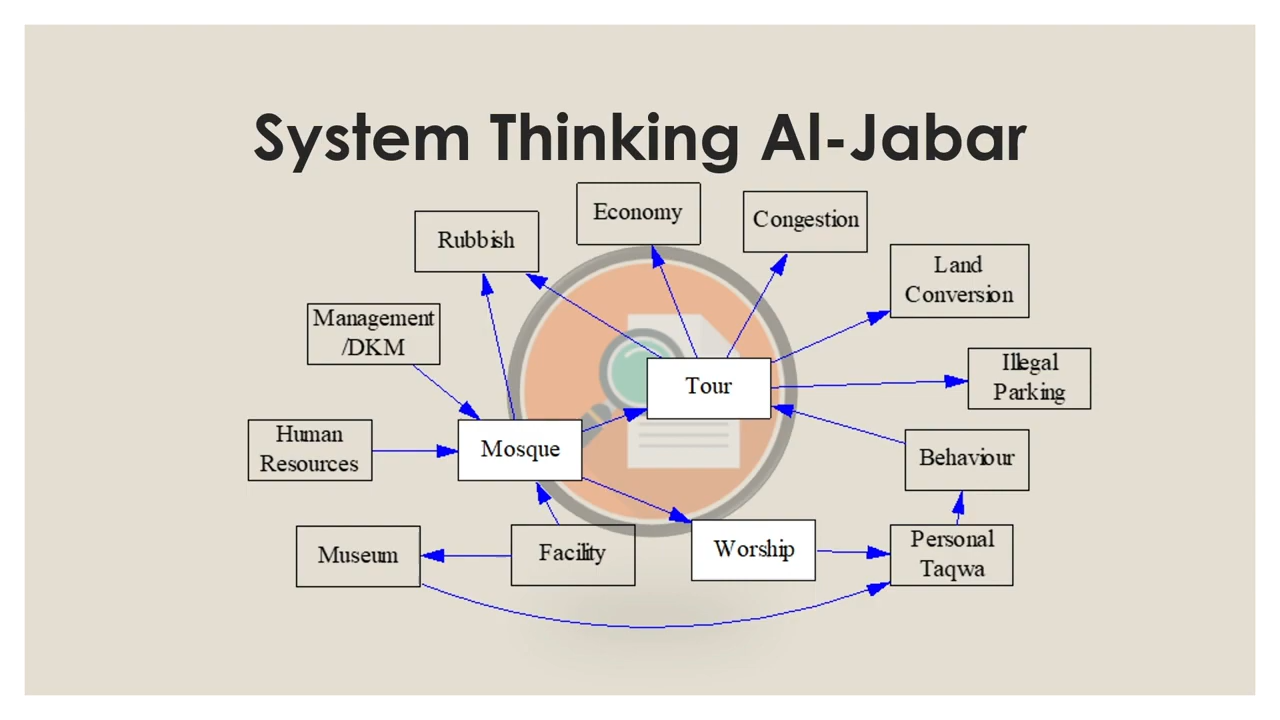 System Thinking Al-Jabar
Economy
Congestion
Rubbish
Land
Conversion
Management
/DKM
Illegal
Parking
Tour
Human
Resources
Mosque
Behaviour
Museum
Facility
Worship
Personal
Taqwa